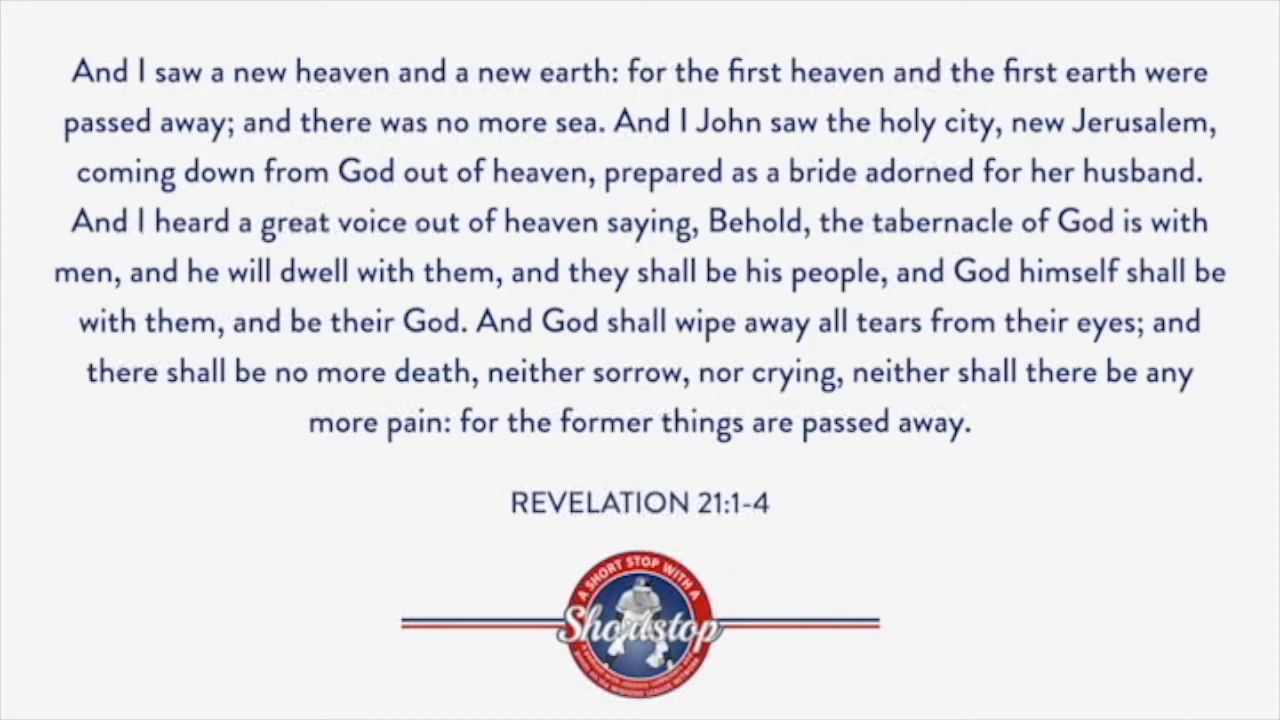 And I saw a new heaven and a new earth: for the first heaven and the first earth were
passed away; and there was no more sea. And I John saw the holy city, new Jerusalem,
coming down from God out of heaven, prepared as a bride adorned for her husband.
And I heard a great voice out of heaven saying, Behold, the tabernacle of God is with
men, and he will dwell with them, and they shall be his people, and God himself shall be
with them, and be their God. And God shall wipe away all tears from their eyes; and
there shall be no more death, neither sorrow, nor crying, neither shall there be any
more pain: for the former things are passed away.
REVELATION 21:1-4
A SHORT STOP WITH A
Shortstop